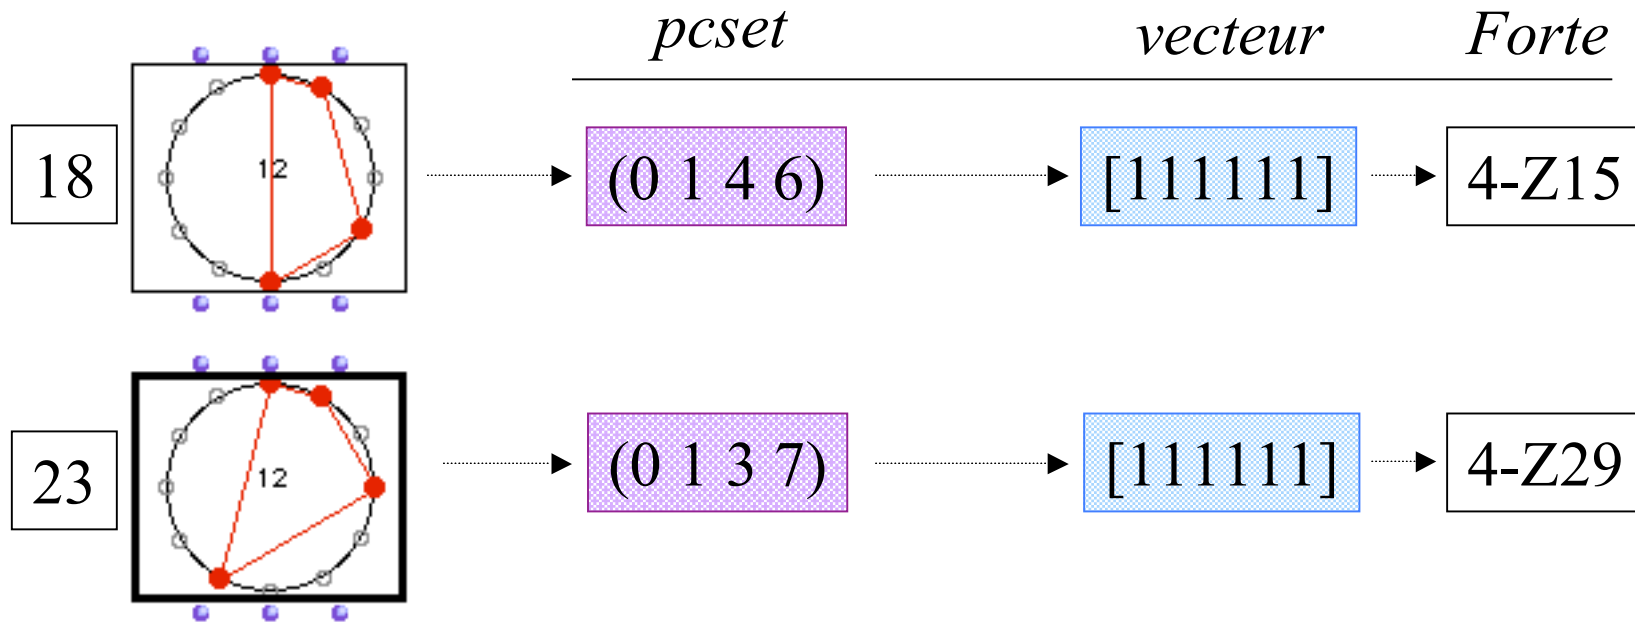 pcset vecteur Forte
18 12 (0 1 4 6) [111111] 4-Z15
23 12 (0 1 3 7) [111111] 4-Z29